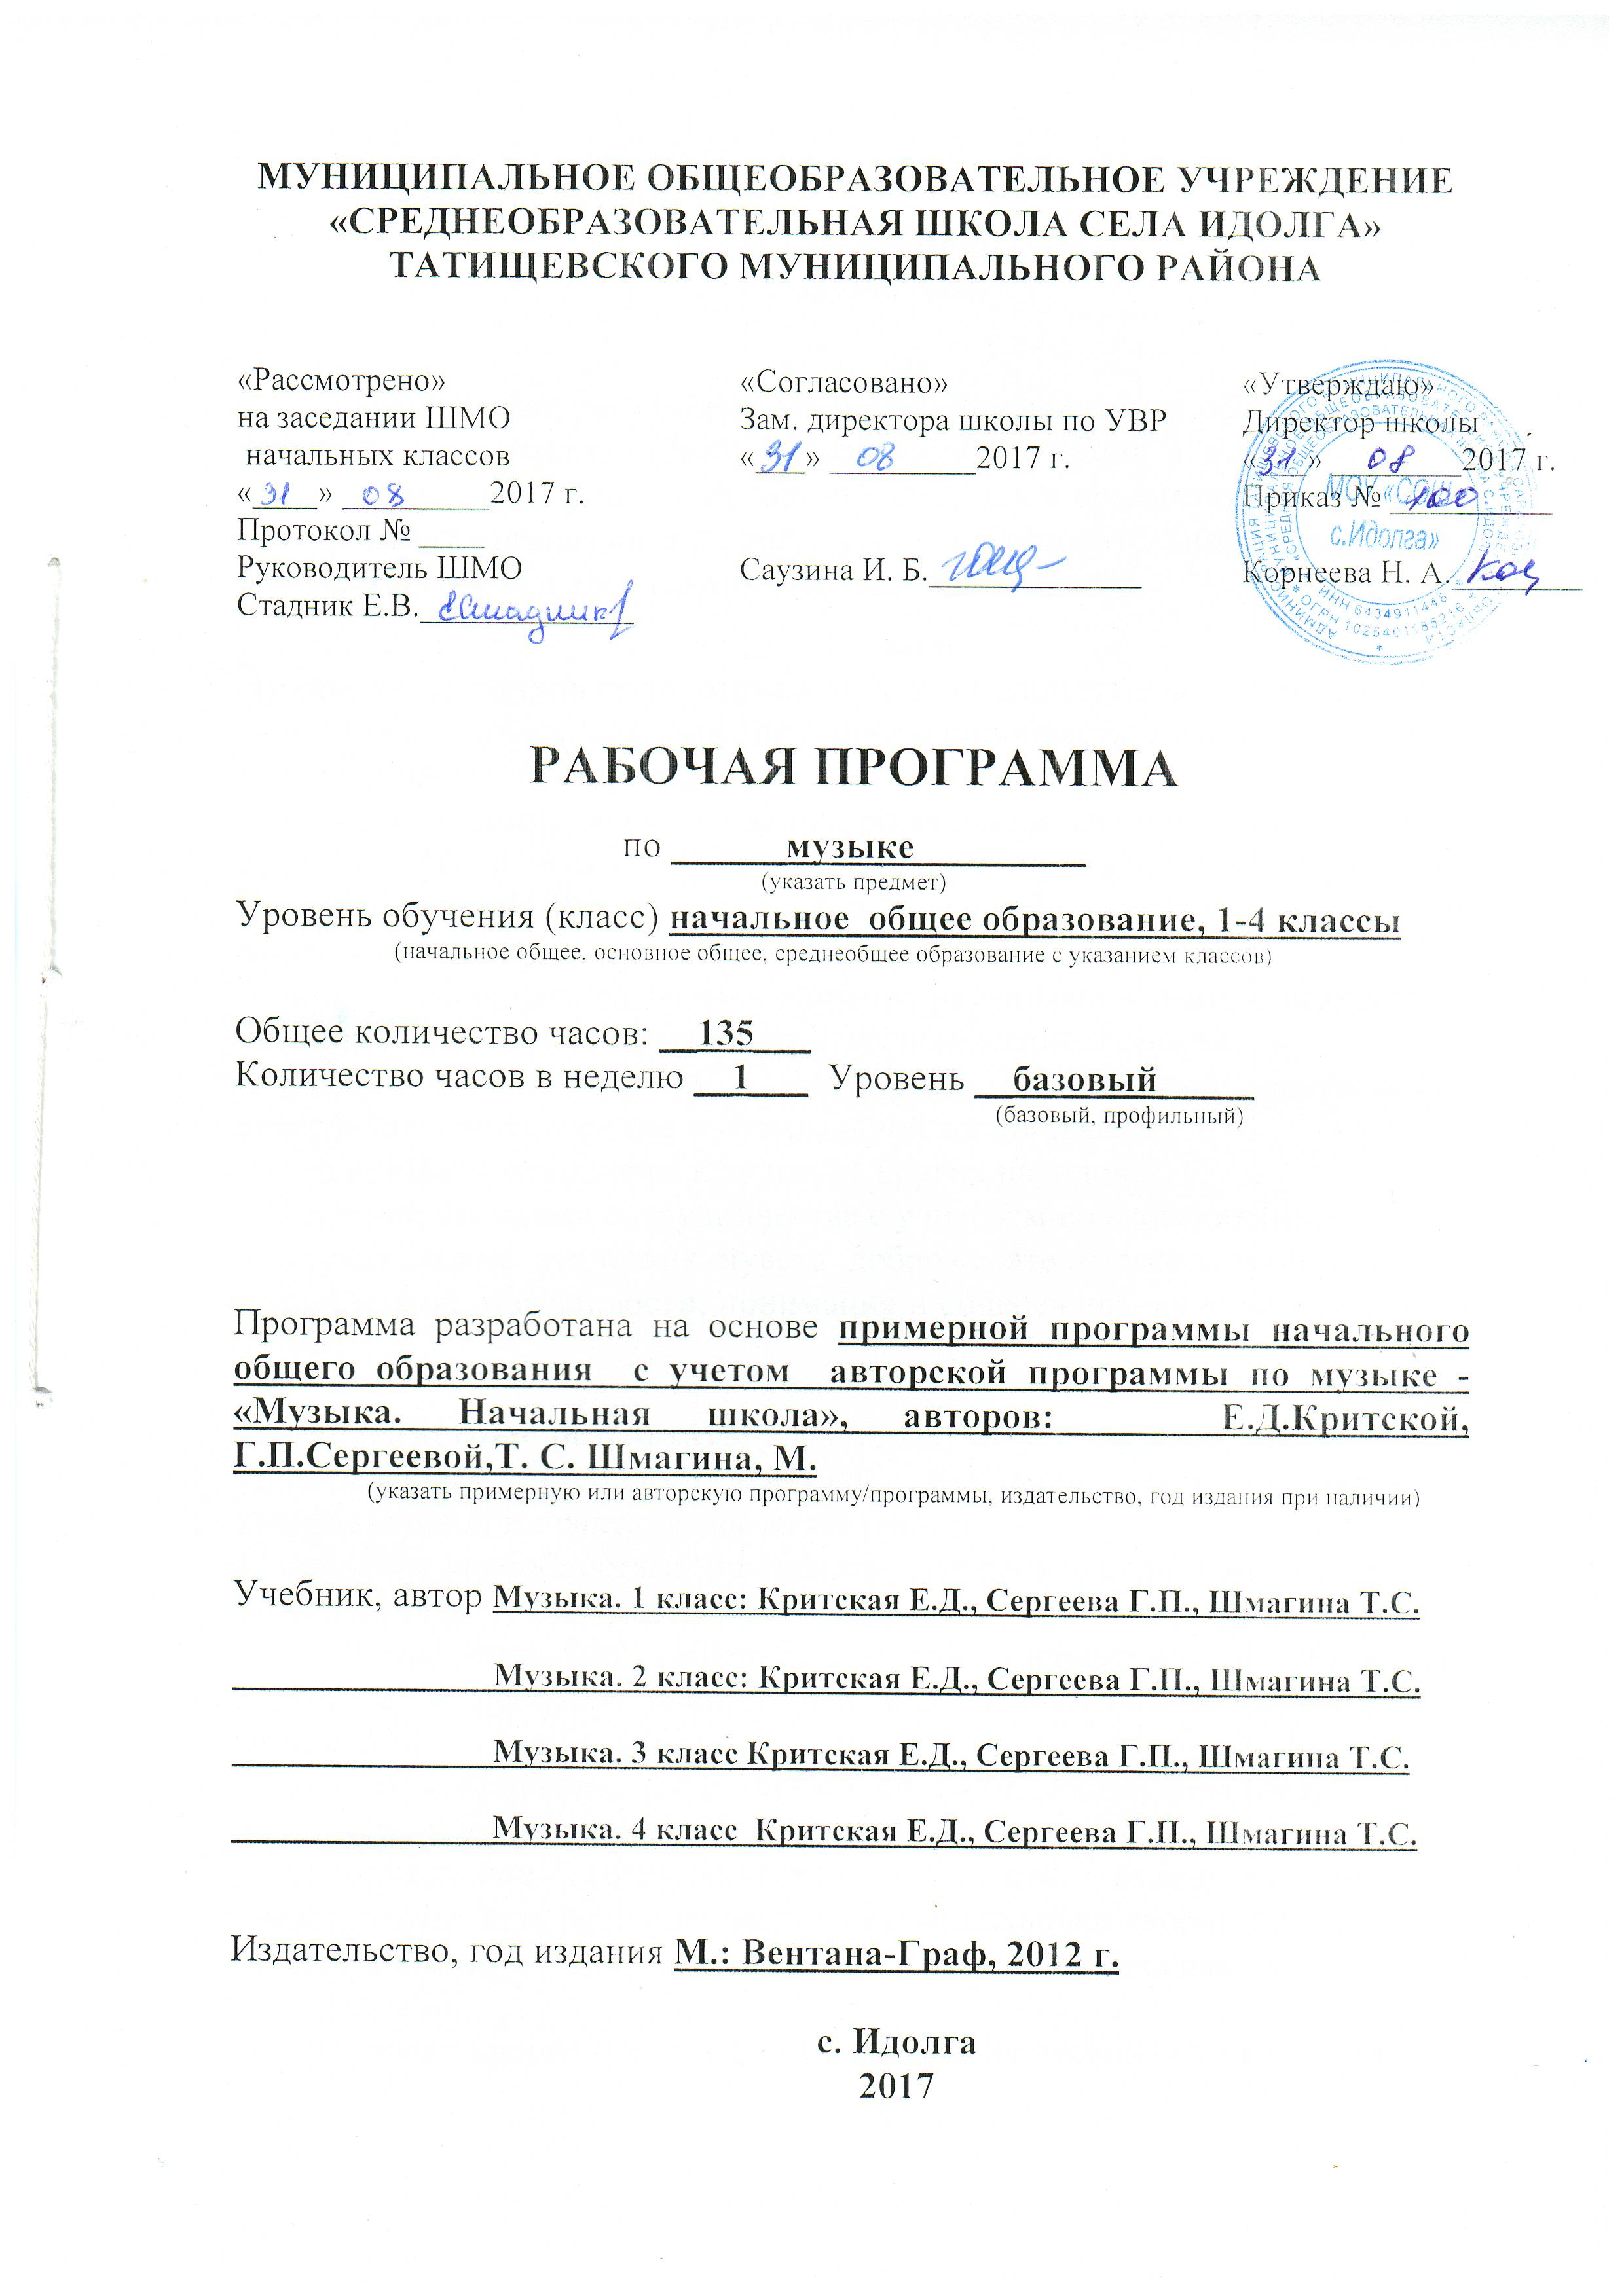 МУНИЦИПАЛЬНОЕ ОБЩЕОБРАЗОВАТЕЛЬНОЕ УЧРЕЖДЕНИЕ
«СРЕДНЕОБРАЗОВАТЕЛЬНАЯ ШКОЛА СЕЛА ИДОЛГА»
ТАТИЩЕВСКОГО МУНИЦИПАЛЬНОГО РАЙОНА
«Рассмотрено»
на заседании ШМО
начальных классов
«31» 08 2017 г.
Протокол № ____
Руководитель ШМО
Стадник Е.В.
«Согласовано»
Зам. директора школы по УВР
«31» 08 2017 г.
Саузина И. Б.
«Утверждаю»
Директор школы
«31» 08 2017 г.
Приказ № 100
Корнеева Н. А.
МОУ «СОШ
с.Идолга»
ИНН 6434911446
РАБОЧАЯ ПРОГРАММА
по музыке
(указать предмет)
Уровень обучения (класс) начальное общее образование, 1-4 классы
(начальное общее, основное общее, среднеобщее образование с указанием классов)
Общее количество часов: 135
Количество часов в неделю 1 Уровень базовый
(базовый, профильный)
Программа разработана на основе примерной программы начального
общего образования с учетом авторской программы по музыке -
«Музыка. Начальная школа», авторов: Е.Д.Критской,
Г.П.Сергеевой,Т. С. Шмагина, М.
(указать примерную или авторскую программу/программы, издательство, год издания при наличии)
Учебник, автор Музыка. 1 класс: Критская Е.Д., Сергеева Г.П., Шмагина Т.С.
Музыка. 2 класс: Критская Е.Д., Сергеева Г.П., Шмагина Т.С.
Музыка. 3 класс Критская Е.Д., Сергеева Г.П., Шмагина Т.С.
Музыка. 4 класс Критская Е.Д., Сергеева Г.П., Шмагина Т.С.
Издательство, год издания М.: Вентана-Граф, 2012 г.
с. Идолга
2017